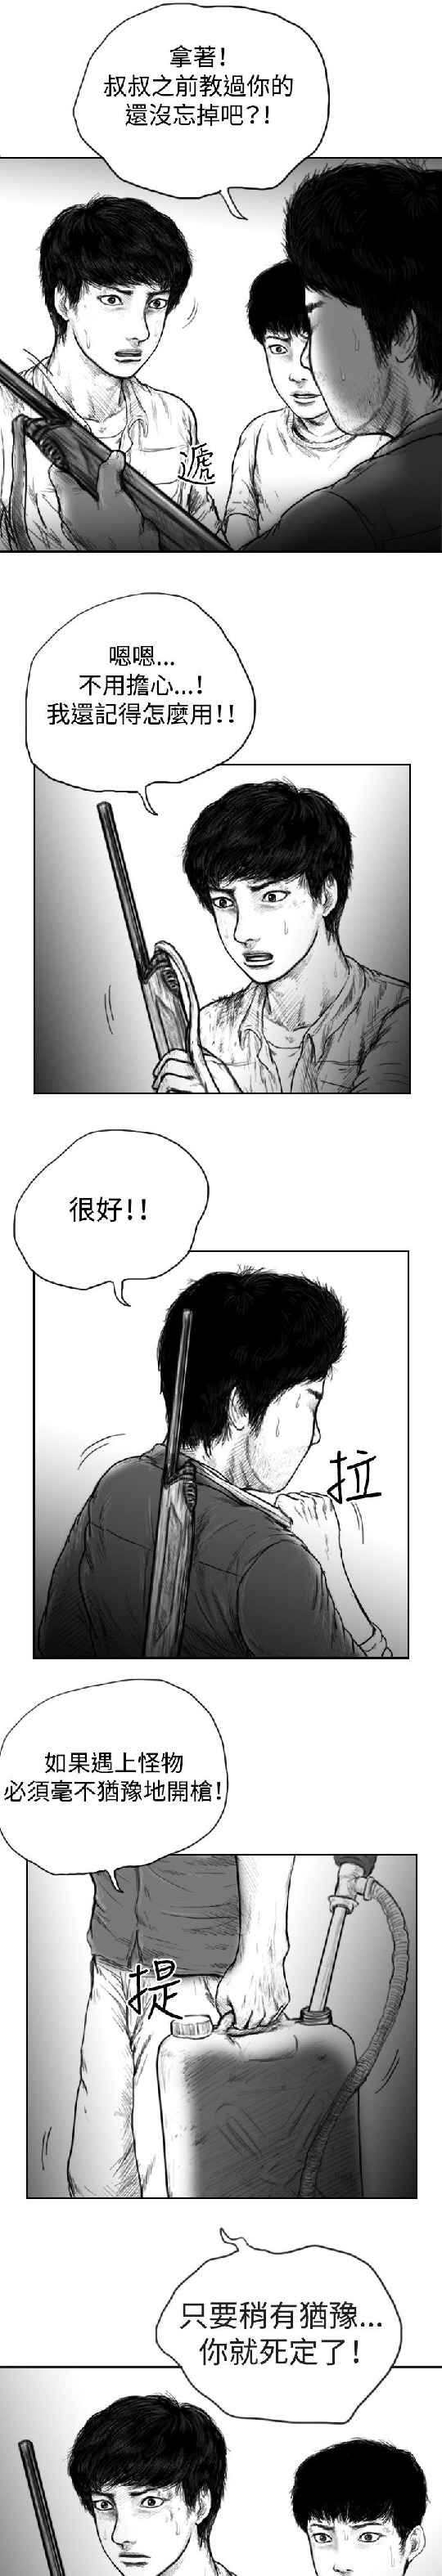 拿著!
叔叔之前教過你的
還沒忘掉吧?!
遞
嗯嗯...
不用擔心...!
我還記得怎麼用!!
很好!!
拉
如果遇上怪物
必須毫不猶豫地開槍!
提
只要稍有猶豫...
你就死定了!